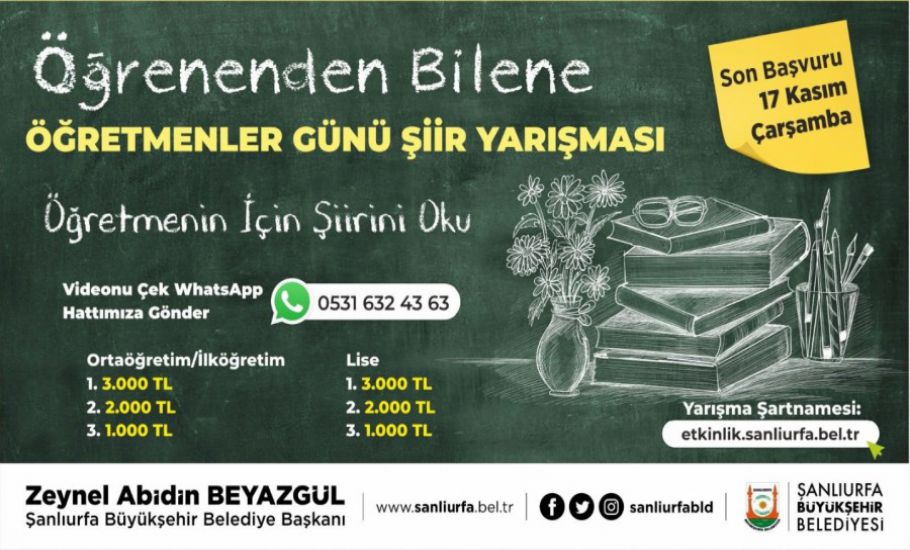 Öğrenenden Bilene
ÖĞRETMENLER GÜNÜ ŞİİR YARIŞMASI
Son Başvuru
17 Kasım
Çarşamba
Öğretmenin İçin Şiirini Oku
Videonu Çek WhatsApp
Hattımıza Gönder
0531 632 43 63
Ortaöğretim/İlköğretim
1. 3.000 TL
2. 2.000 TL
3. 1.000 TL
Lise
1. 3.000 TL
2. 2.000 TL
3. 1.000 TL
Yarışma Şartnamesi:
etkinlik.sanliurfa.bel.tr
Zeynel Abidin BEYAZGÜL
Şanlıurfa Büyükşehir Belediye Başkanı
www.sanliurfa.bel.tr
sanliurfabld
ŞANLIURFA
BÜYÜKŞEHİR
BELEDİYESİ